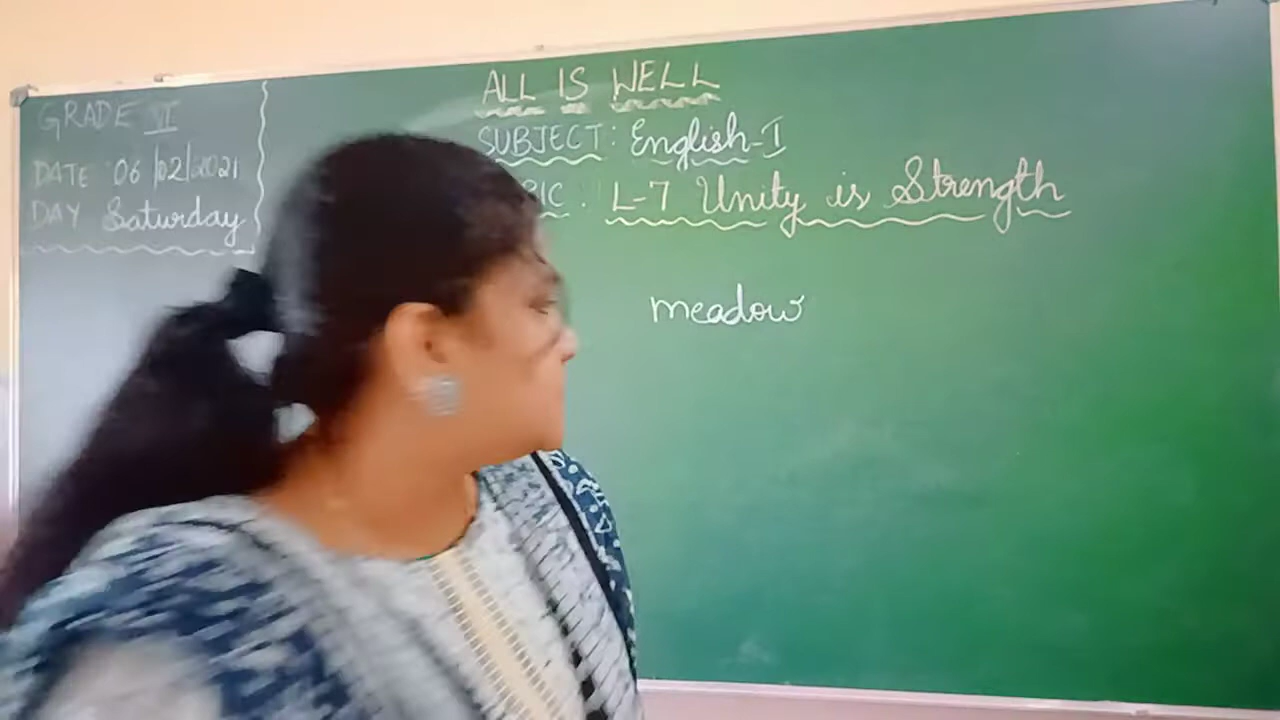 GRADE VI
DATE 06/02/2021
DAY Saturday
ALL IS WELL
SUBJECT: English-I
: L-7 Unity is Strength
meadow